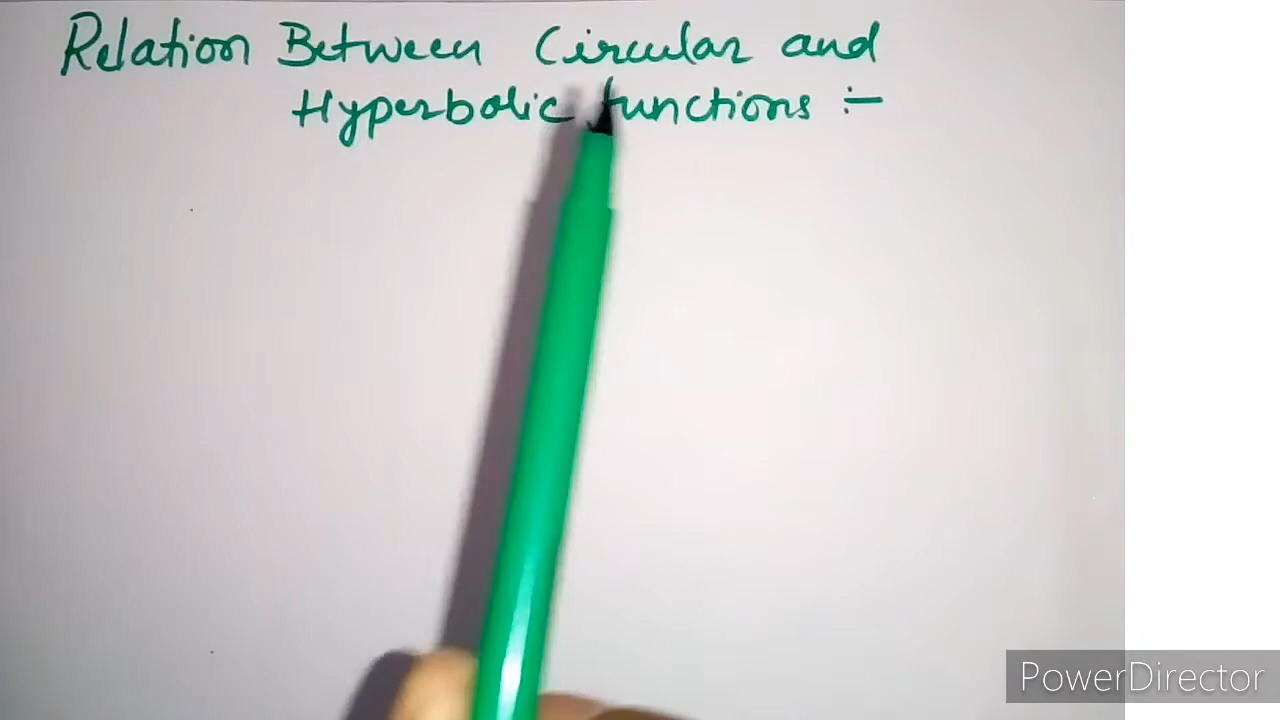 Relation Between Circular and
Hyperbolic functions :-
PowerDirector